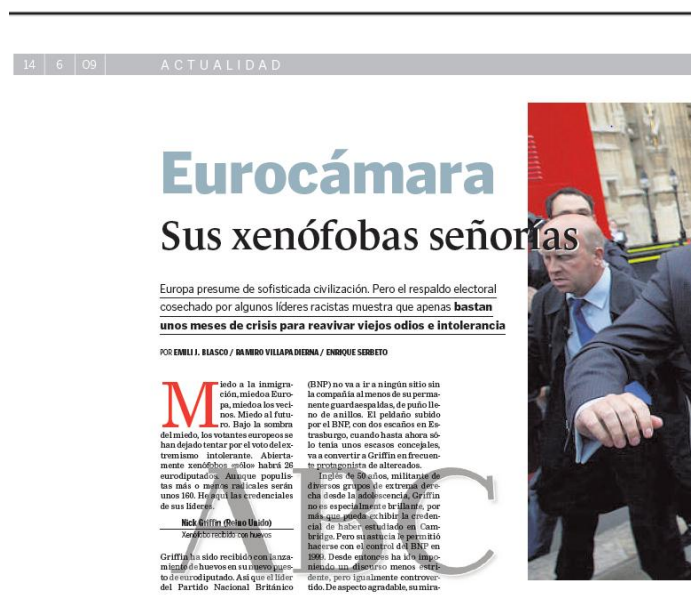 14 6 09 ACTUALIDAD
Eurocámara
Sus xenófobas señorías
Europa presume de sofisticada civilización. Pero el respaldo electoral
cosechado por algunos líderes racistas muestra que apenas bastan
unos meses de crisis para reavivar viejos odios e intolerancia
POR EMILI J. BLASCO / RAMIRO VILLAPADIERNA / ENRIQUE SERBETO
Miedo a la inmigra-
ción, miedo a Euro-
pa, miedo a los veci-
nos. Miedo al futu-
ro. Bajo la sombra
del miedo, los votantes europeos se
han dejado tentar por el voto del ex-
tremismo intolerante. Abierta-
mente xenófobos «sólo» habrá 26
eurodiputados. Aunque populis-
tas más o menos radicales serán
unos 160. He aquí las credenciales
de sus líderes.
Nick Griffin (Reino Unido)
Xenófobo recibido con huevos
Griffin ha sido recibido con lanza-
miento de huevos en su nuevo pues-
to de eurodiputado. Así que el líder
del Partido Nacional Británico
(BNP) no va a ir a ningún sitio sin
la compañía al menos de su perma-
nente guardaespaldas, de puño lle-
no de anillos. El peldaño subido
por el BNP, con dos escaños en Es-
trasburgo, cuando hasta ahora só-
lo tenía unos escasos concejales,
va a convertir a Griffin en frecuen-
te protagonista de altercados.
Inglés de 50 años, militante de
diversos grupos de extrema dere-
cha desde la adolescencia, Griffin
no es especialmente brillante, por
más que pueda exhibir la creden-
cial de haber estudiado en Cam-
bridge. Pero su astucia le permitió
hacerse con el control del BNP en
1999. Desde entonces ha ido impo-
niendo un discurso menos estri-
dente, pero igualmente controver-
tido. De aspecto agradable, su mira-
ABC